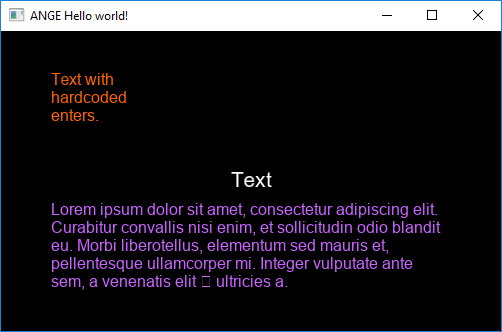 ANGE Hello world!
Text with
hardcoded
enters.
Text
Lorem ipsum dolor sit amet, consectetur adipiscing elit.
Curabitur convallis nisi enim, et sollicitudin odio blandit
eu. Morbi liberotellus, elementum sed mauris et,
pellentesque ullamcorper mi. Integer vulputate ante
sem, a venenatis elit ▯ ultricies a.